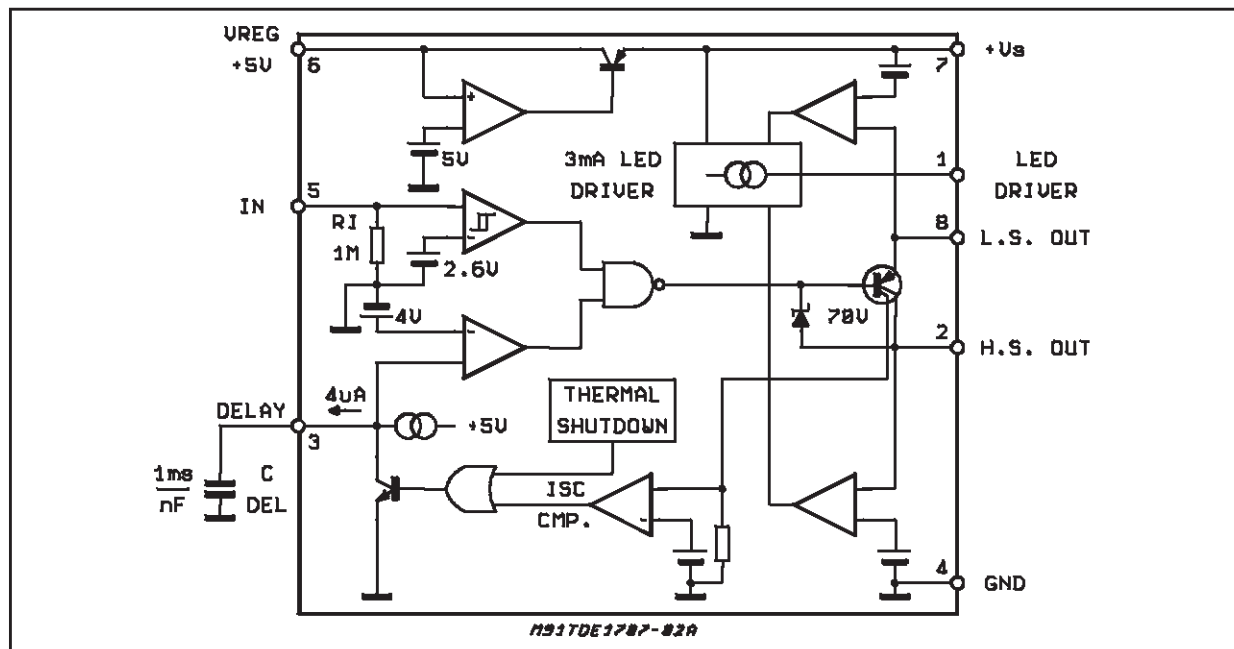 VREG
+5V
6
+Vs
7
+
5V
3mA LED
DRIVER
1
LED
DRIVER
5
IN
RI
1M
-
2.6V
8
L.S. OUT
4V
-
70V
2
H.S. OUT
4uA
DELAY
3
+5V
THERMAL
SHUTDOWN
1ms
nF
C
DEL
ISC
CMP.
-
4
GND
M91TDE1787-02A